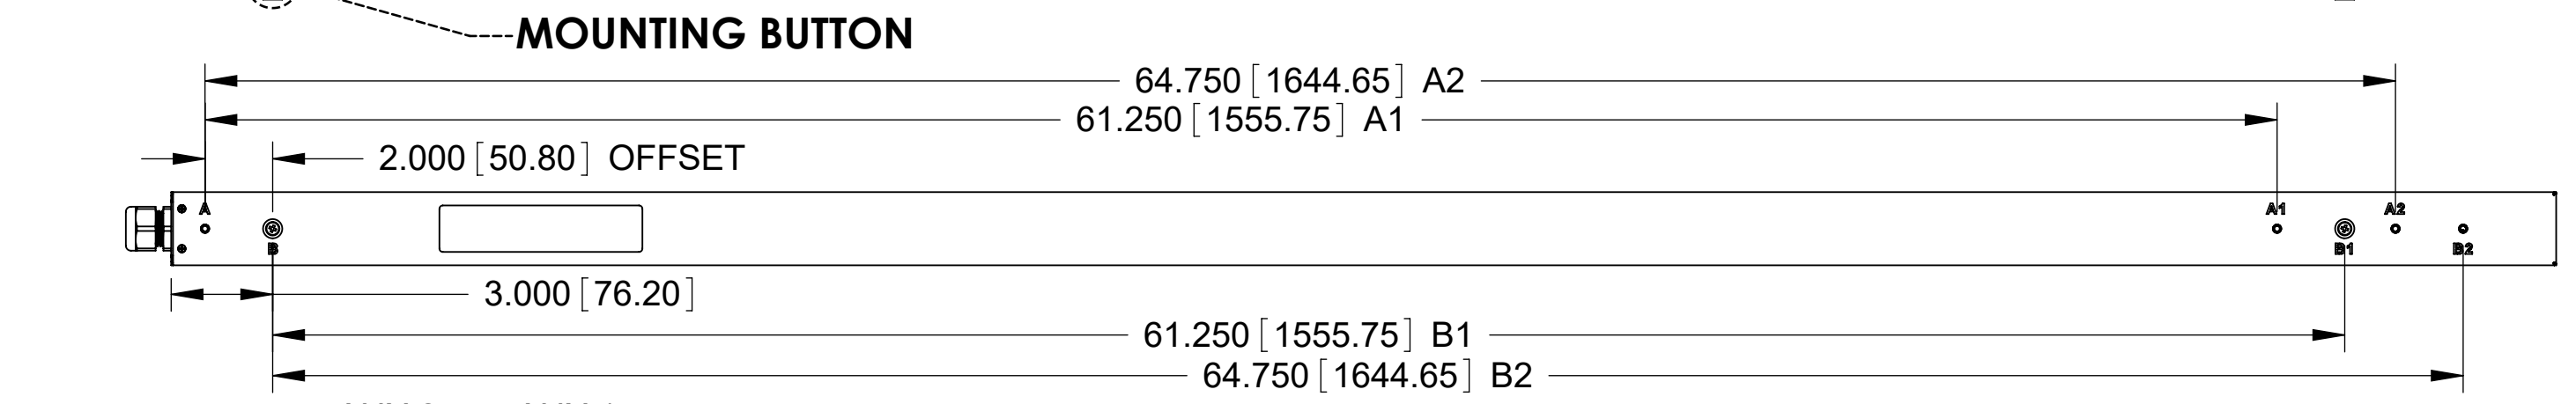 MOUNTING BUTTON
64.750 [1644.65] A2
61.250 [1555.75] A1
2.000 [50.80] OFFSET
A
A1
A2
B
B1
B2
3.000 [76.20]
61.250 [1555.75] B1
64.750 [1644.65] B2